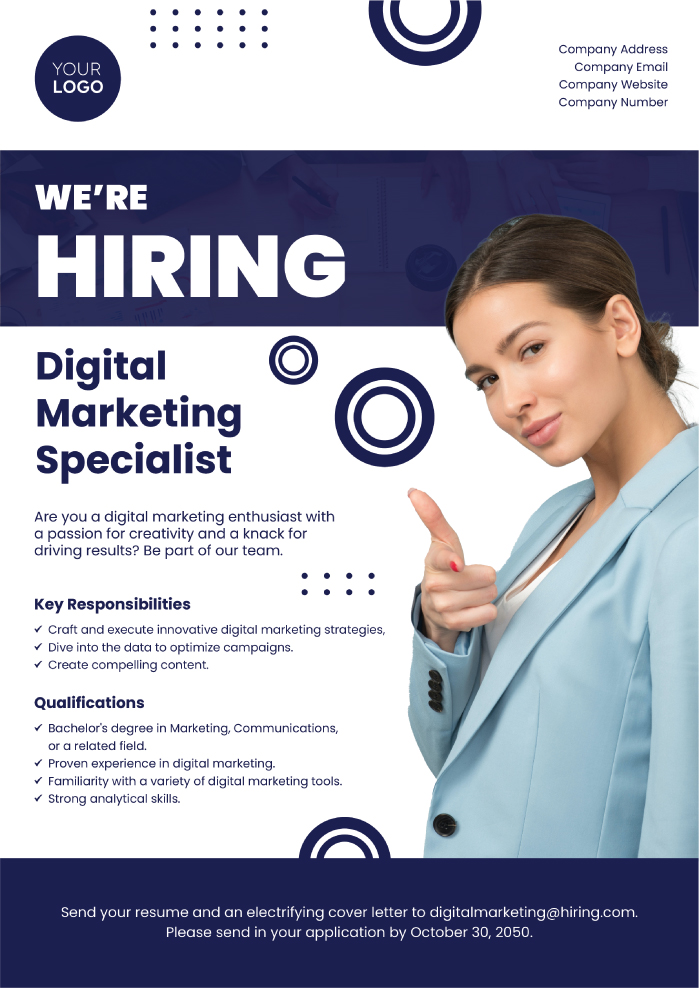 YOUR
LOGO
Company Address
Company Email
Company Website
Company Number
WE’RE
HIRING
Digital
Marketing
Specialist
Are you a digital marketing enthusiast with
a passion for creativity and a knack for
driving results? Be part of our team.
Key Responsibilities
✓ Craft and execute innovative digital marketing strategies,
✓ Dive into the data to optimize campaigns.
✓ Create compelling content.
Qualifications
✓ Bachelor's degree in Marketing, Communications,
or a related field.
✓ Proven experience in digital marketing.
✓ Familiarity with a variety of digital marketing tools.
✓ Strong analytical skills.
Send your resume and an electrifying cover letter to digitalmarketing@hiring.com.
Please send in your application by October 30, 2050.